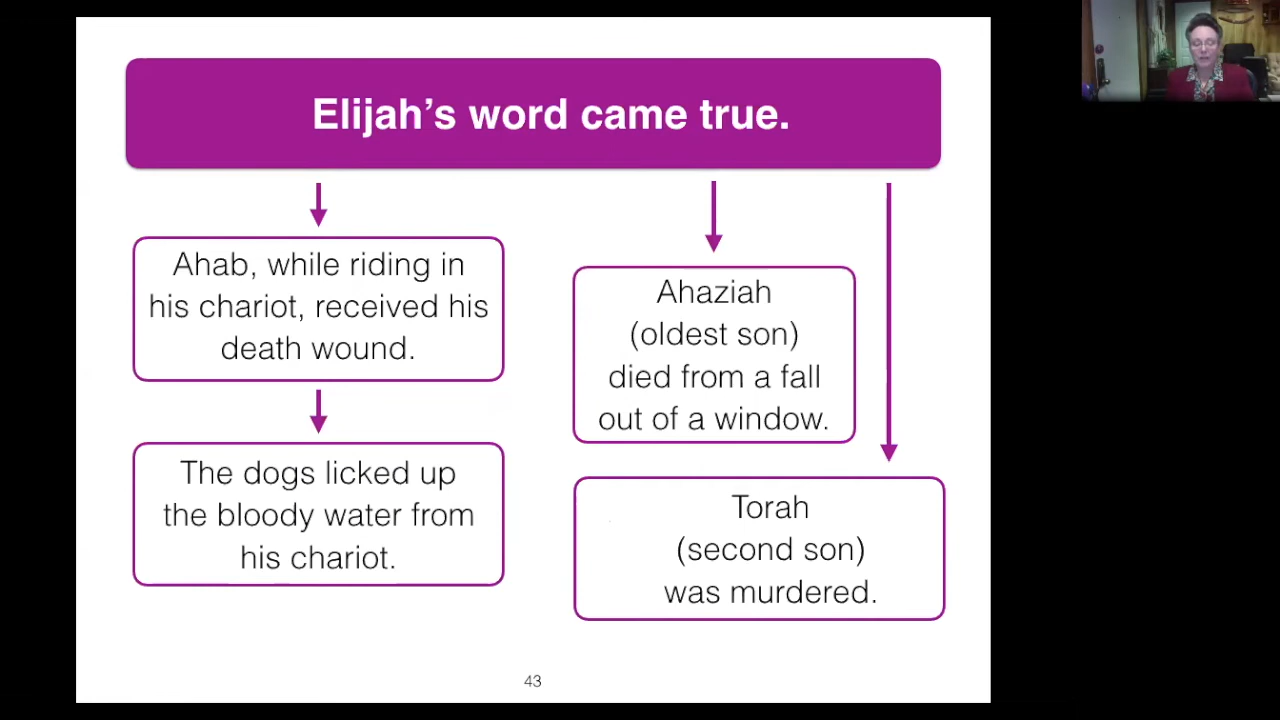 Elijah's word came true.
Ahab, while riding in
his chariot, received his
death wound.
The dogs licked up
the bloody water from
his chariot.
Ahaziah
(oldest son)
died from a fall
out of a window.
Torah
(second son)
was murdered.
43